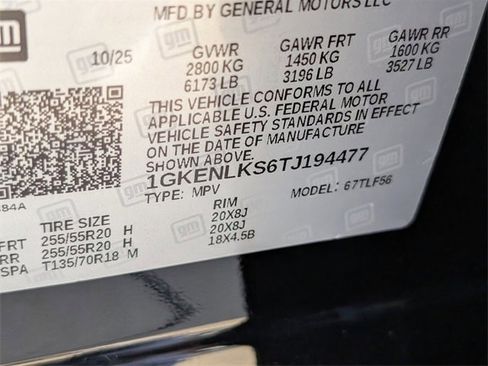 MFD. BY GENERAL MOTORS LLC
gm
10/25 GVWR GAWR FRT GAWR RR
2800 KG 1450 KG 1600 KG
6173 LB 3196 LB 3527 LB
THIS VEHICLE CONFORMS TO ALL
APPLICABLE U.S. FEDERAL MOTOR
VEHICLE SAFETY STANDARDS IN EFFECT
ON THE DATE OF MANUFACTURE
SHOWN ABOVE.
1GKENLKS6TJ194477
TYPE: MPV MODEL: 67TLF56
84A
TIRE SIZE RIM
FRT 255/55R20 H 20X8J
RR 255/55R20 H 20X8J
SPA T135/70R18 M 18X4.5B